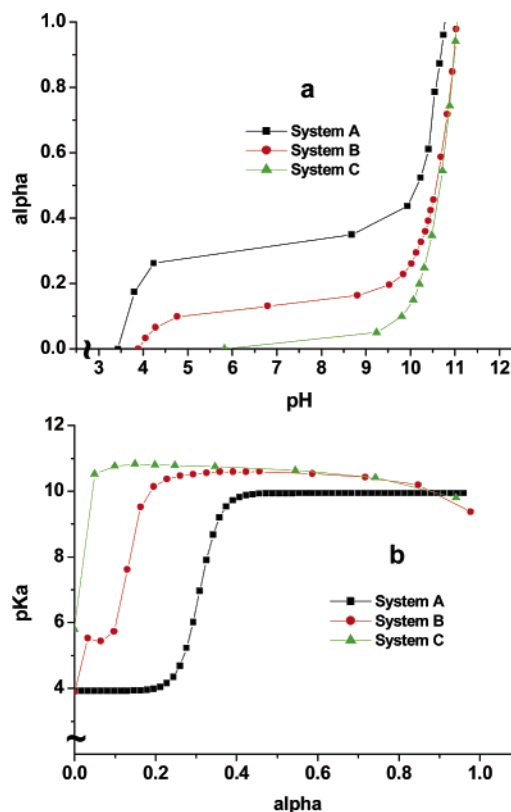 1.0
0.8
0.6
0.4
0.2
0.0
alpha
a
System A
System B
System C
3 4 5 6 7 8 9 10 11 12
pH
12
10
8
6
4
pKa
b
System A
System B
System C
0.0 0.2 0.4 0.6 0.8 1.0
alpha